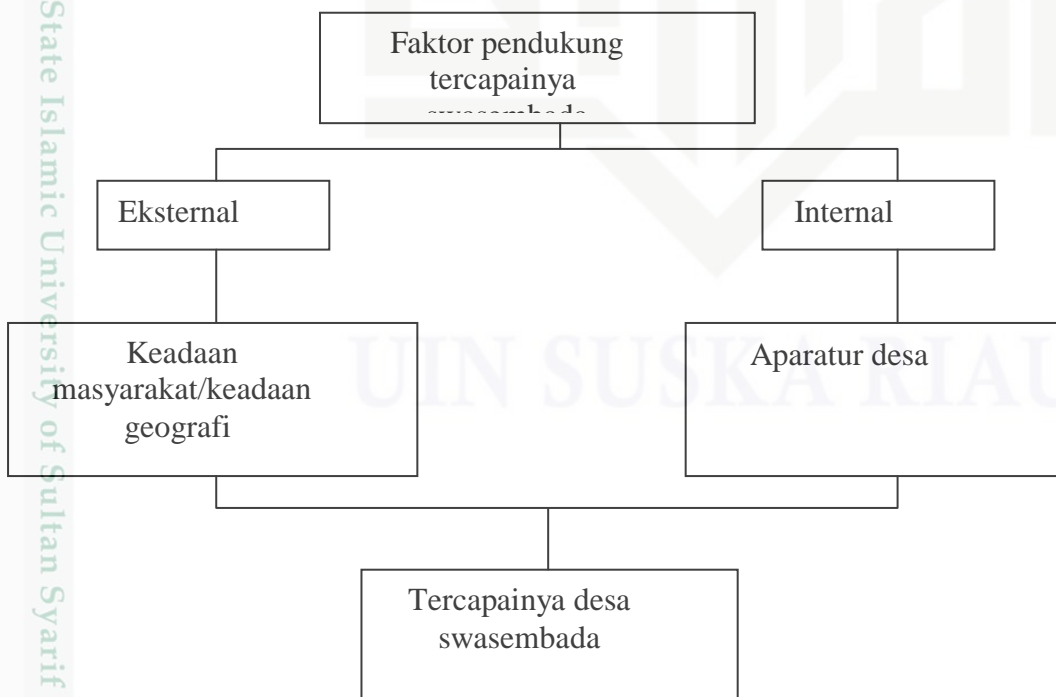 Faktor pendukung
tercapainya
swasembada
Eksternal
Internal
Keadaan
masyarakat/keadaan
geografi
Aparatur desa
Tercapainya desa
swasembada
UIN SUSKA RIAU
State Islamic University of Sultan Syarif